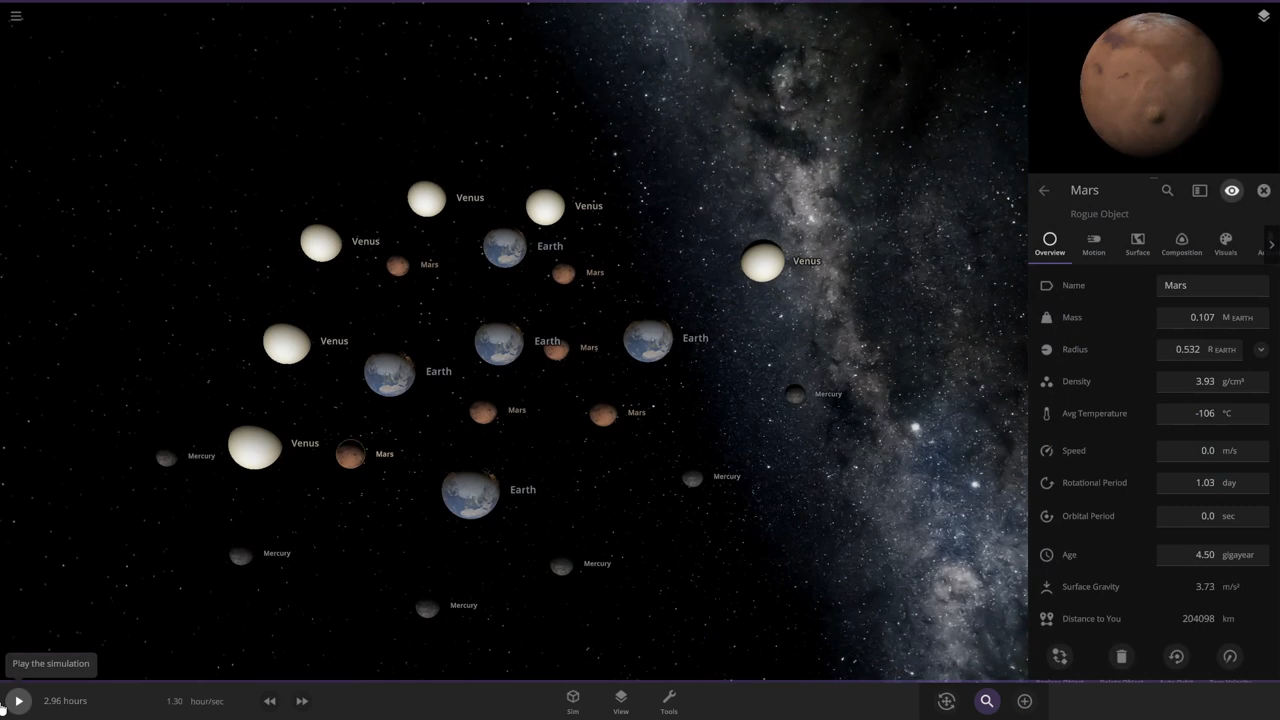 Venus
Venus
Venus
Earth
Mars
Mars
Venus
Venus
Earth
Mars
Earth
Earth
Mercury
Mars
Mars
Mercury
Venus
Mars
Mercury
Earth
Mercury
Mercury
Mercury
Mars
Rogue Object
Overview Motion Surface Composition Visuals
Name Mars
Mass 0.107 M EARTH
Radius 0.532 R EARTH
Density 3.93 g/cm³
Avg Temperature -106 °C
Speed 0.0 m/s
Rotational Period 1.03 day
Orbital Period 0.0 sec
Age 4.50 gigayear
Surface Gravity 3.73 m/s²
Distance to You 204098 km
Play the simulation
2.96 hours 1.30 hour/sec
Sim View Tools